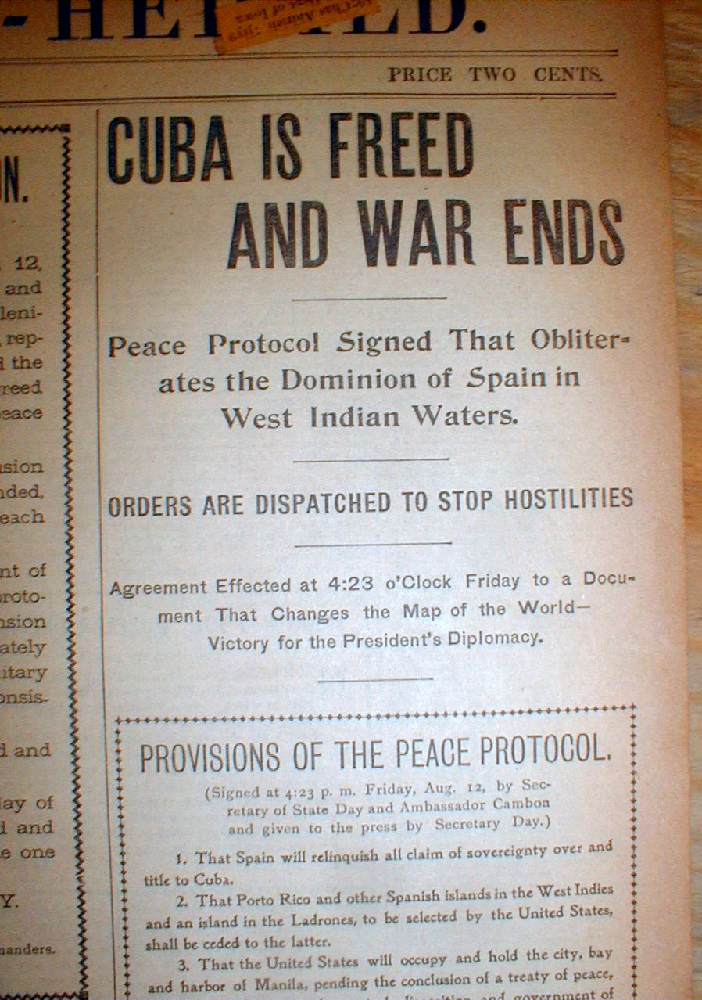 -HERALD.
PRICE TWO CENTS.
N.
12,
and
leni-
rep-
the
reed
eace
sion
nded,
each
nt of
proto-
nsion
ately
itary
onsis-
d and
lay of
d and
e one
Y.
manders.
CUBA IS FREED
AND WAR ENDS
Peace Protocol Signed That Obliter-
ates the Dominion of Spain in
West Indian Waters.
ORDERS ARE DISPATCHED TO STOP HOSTILITIES
Agreement Effected at 4:23 o'Clock Friday to a Docu-
ment That Changes the Map of the World—
Victory for the President's Diplomacy.
PROVISIONS OF THE PEACE PROTOCOL.
(Signed at 4:23 p. m. Friday, Aug. 12, by Sec-
retary of State Day and Ambassador Cambon
and given to the press by Secretary Day.)
1. That Spain will relinquish all claim of sovereignty over and
title to Cuba.
2. That Porto Rico and other Spanish islands in the West Indies
and an island in the Ladrones, to be selected by the United States,
shall be ceded to the latter.
3. That the United States will occupy and hold the city, bay
and harbor of Manila, pending the conclusion of a treaty of peace,
and government of